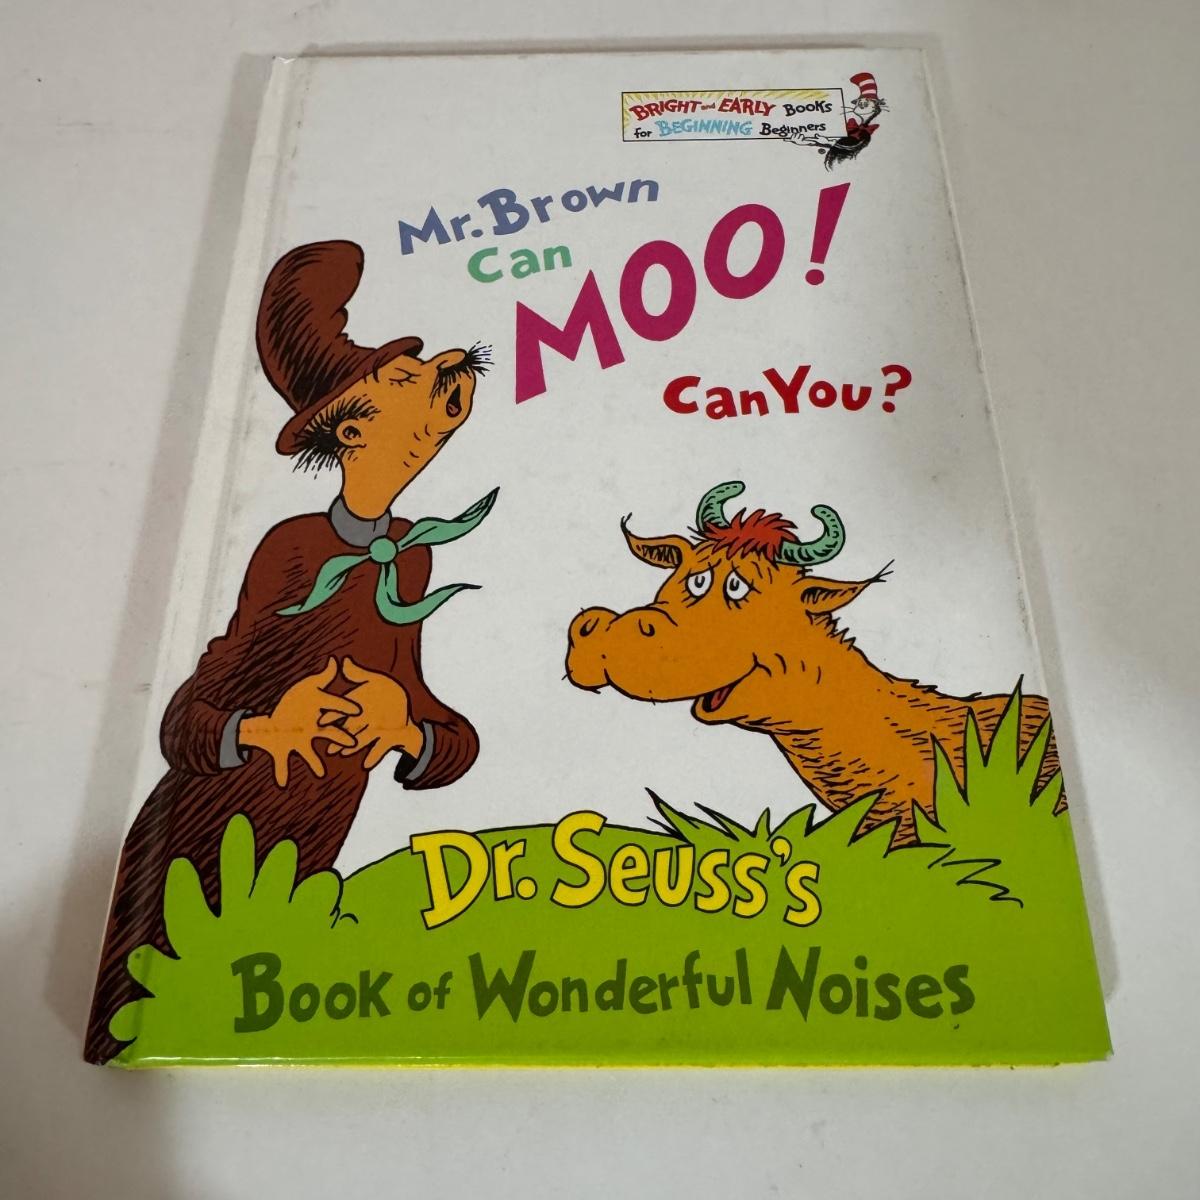 BRIGHT and EARLY BOOKS
for BEGINNING Beginners
Mr. Brown
Can
MOO!
Can You?
Dr. Seuss's
Book of Wonderful Noises